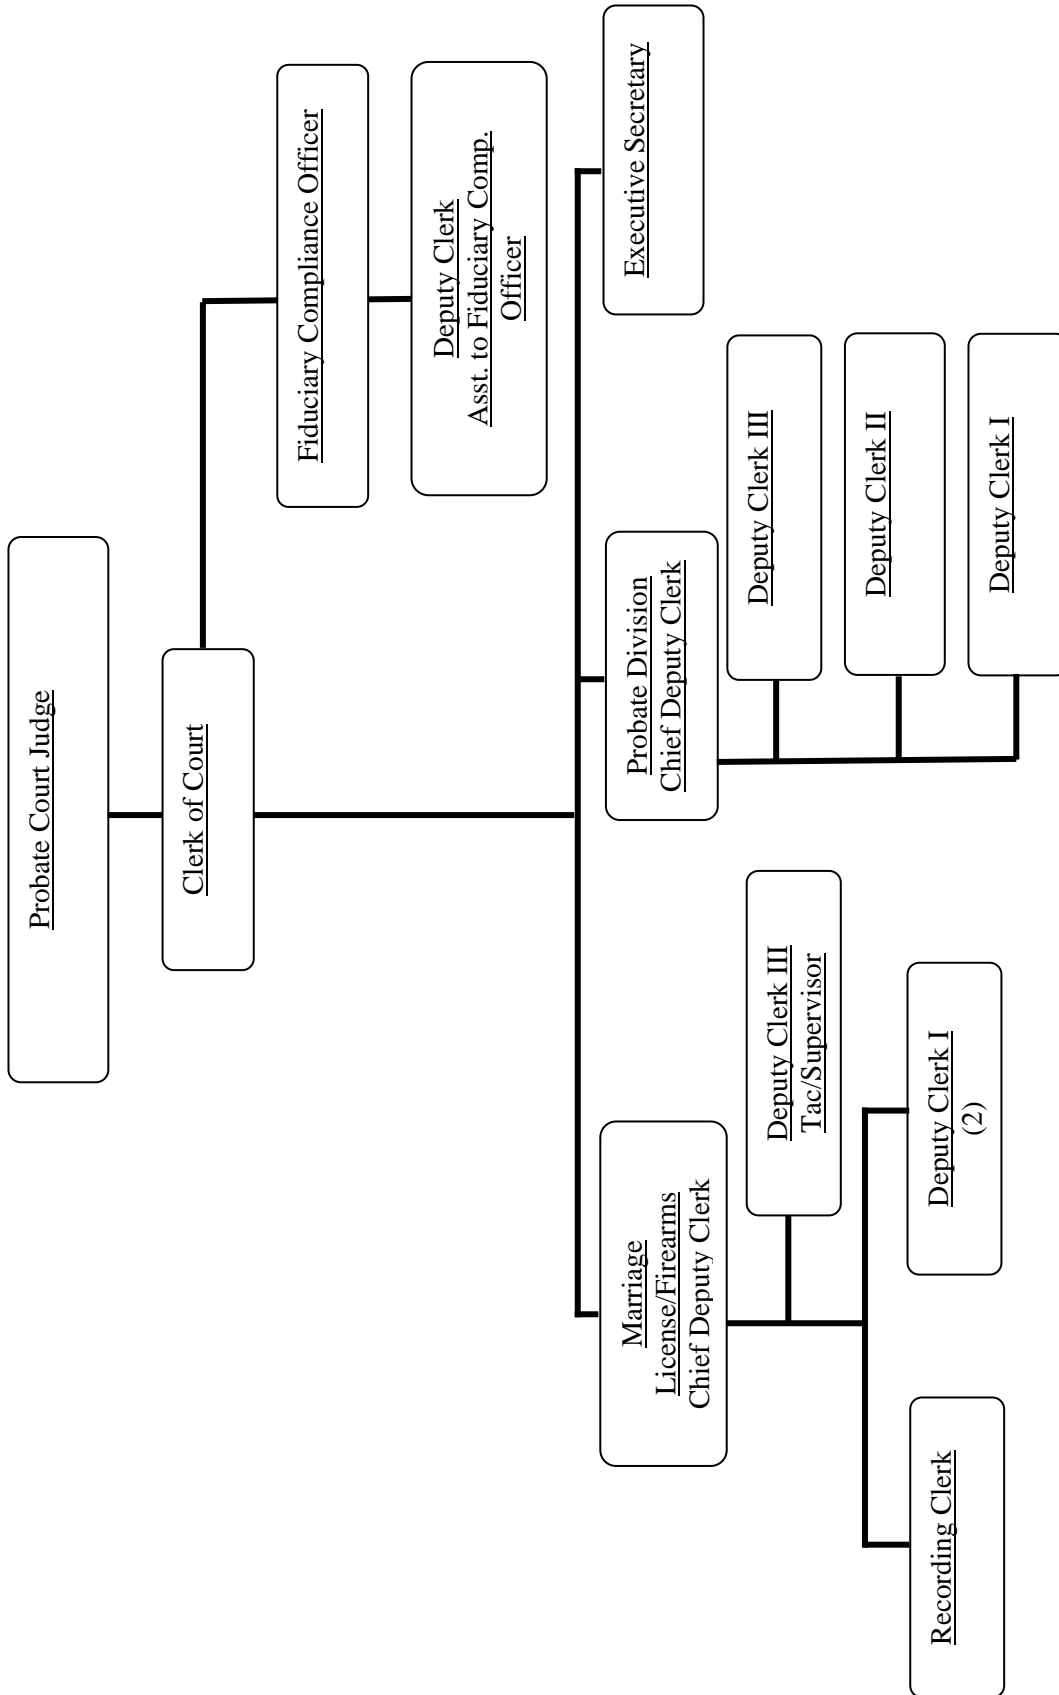 Probate Court Judge
Clerk of Court
Fiduciary Compliance Officer
Deputy Clerk
Asst. to Fiduciary Comp.
Officer
Marriage
License/Firearms
Chief Deputy Clerk
Probate Division
Chief Deputy Clerk
Executive Secretary
Deputy Clerk III
Tac/Supervisor
Deputy Clerk III
Deputy Clerk II
Recording Clerk
Deputy Clerk I
(2)
Deputy Clerk I